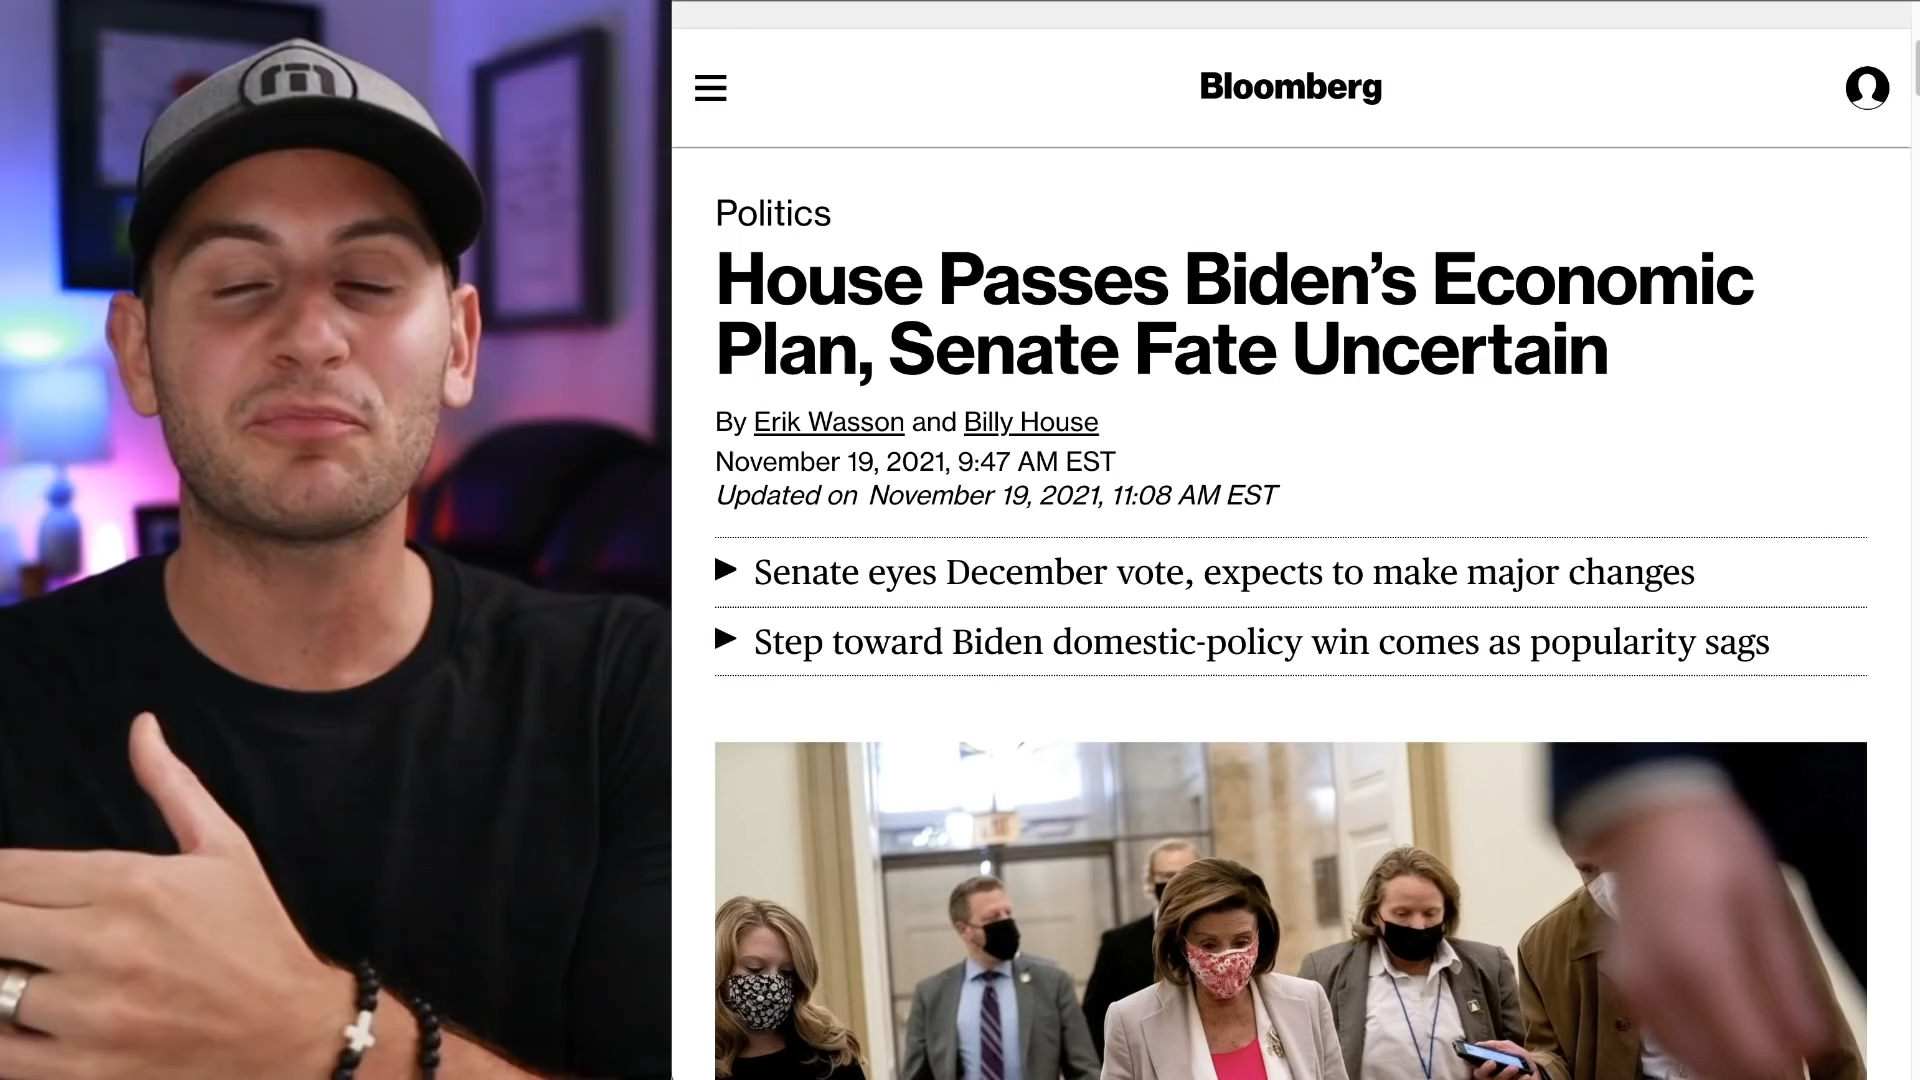 Bloomberg
Politics
House Passes Biden’s Economic
Plan, Senate Fate Uncertain
By Erik Wasson and Billy House
November 19, 2021, 9:47 AM EST
Updated on November 19, 2021, 11:08 AM EST
Senate eyes December vote, expects to make major changes
Step toward Biden domestic-policy win comes as popularity sags